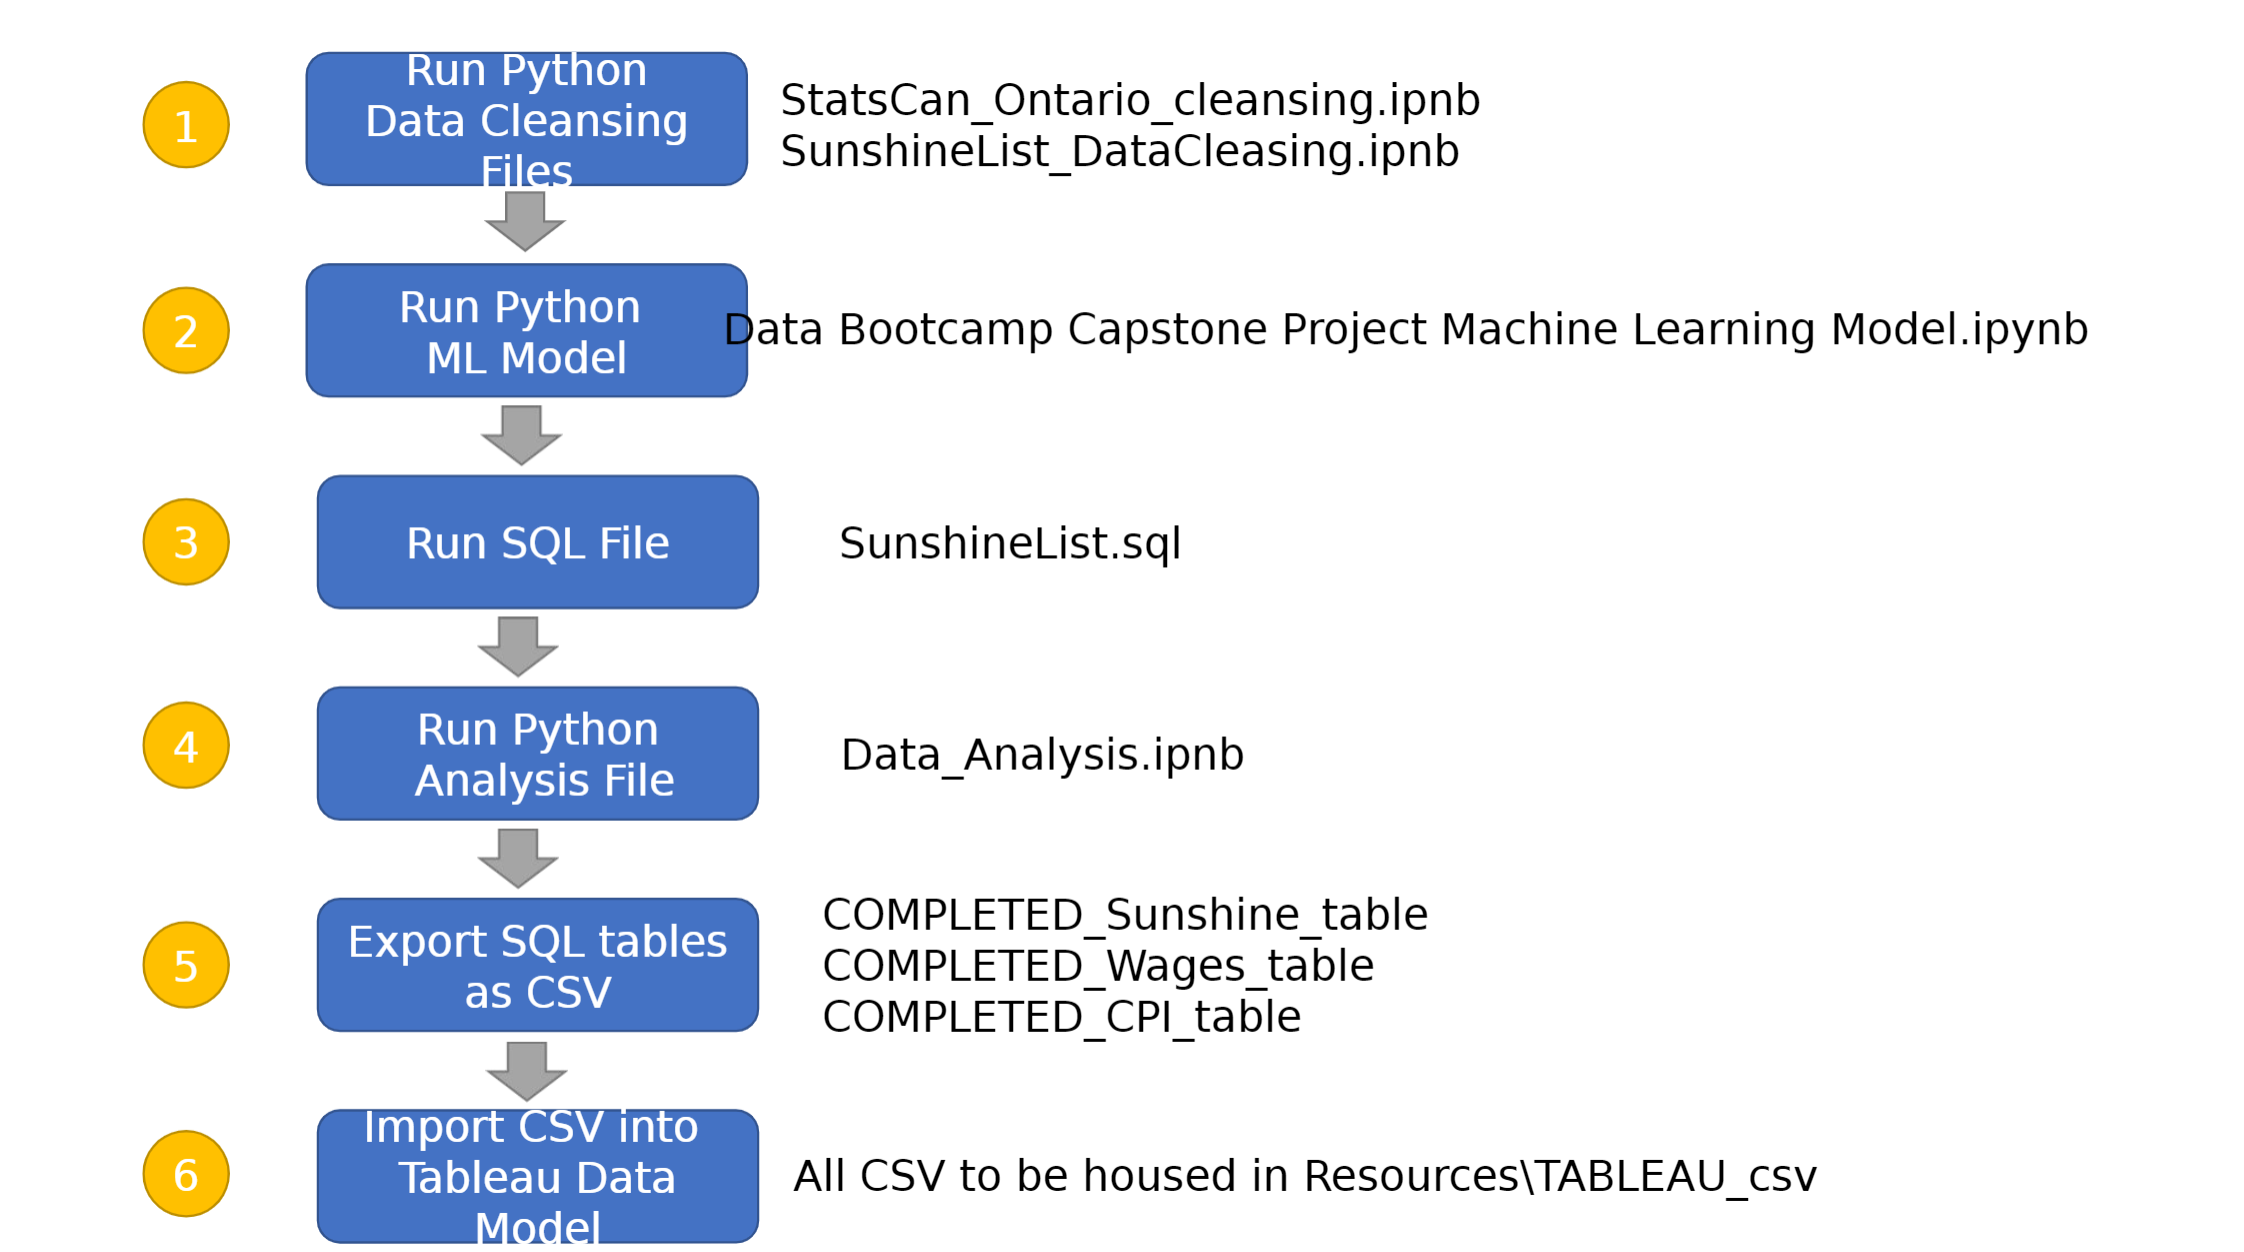 1
Run Python
Data Cleansing
Files
StatsCan_Ontario_cleansing.ipnb
SunshineList_DataCleasing.ipnb
2
Run Python
ML Model
Data Bootcamp Capstone Project Machine Learning Model.ipynb
3
Run SQL File
SunshineList.sql
4
Run Python
Analysis File
Data_Analysis.ipnb
5
Export SQL tables
as CSV
COMPLETED_Sunshine_table
COMPLETED_Wages_table
COMPLETED_CPI_table
6
Import CSV into
Tableau Data
Model
All CSV to be housed in Resources\TABLEAU_csv